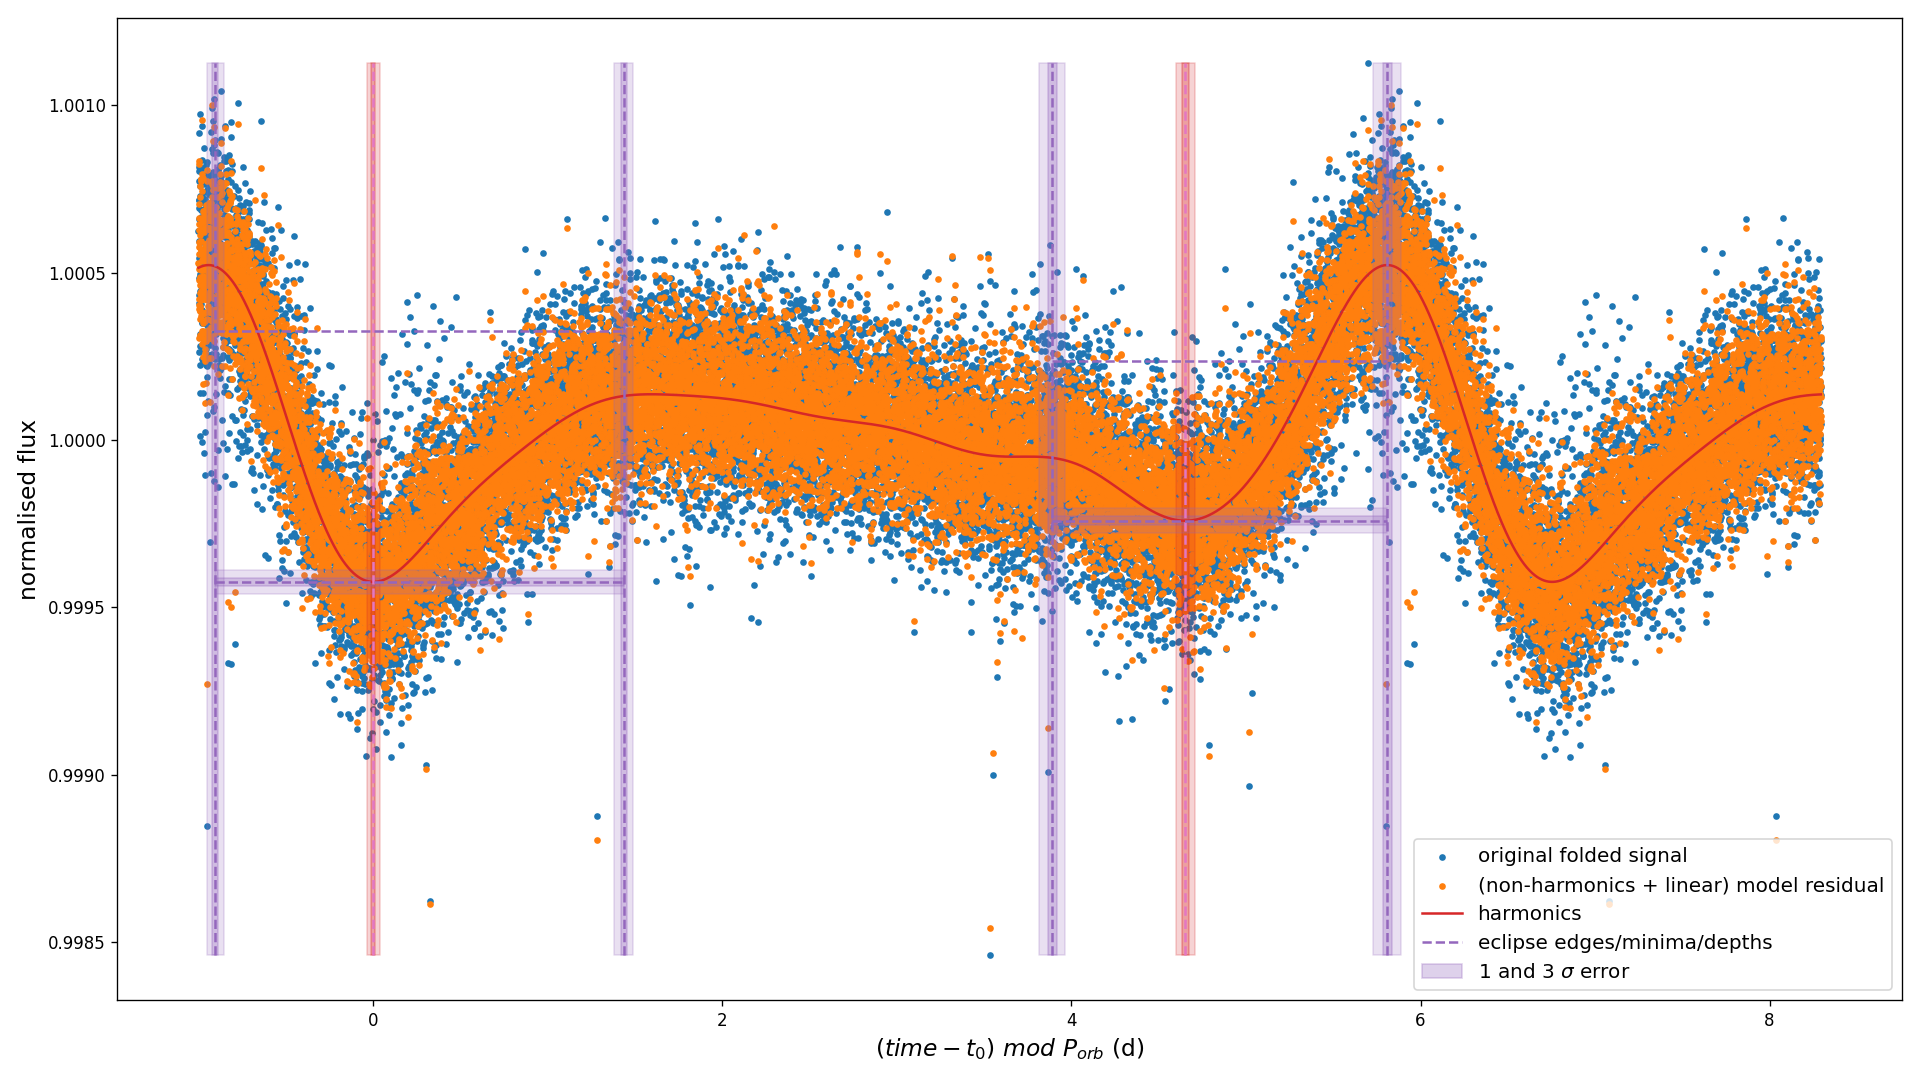 1.0010
1.0005
1.0000
0.9995
0.9990
0.9985
normalised flux
0 2 4 6 8
(time − t₀) mod P_orb (d)
original folded signal
(non-harmonics + linear) model residual
harmonics
eclipse edges/minima/depths
1 and 3 σ error